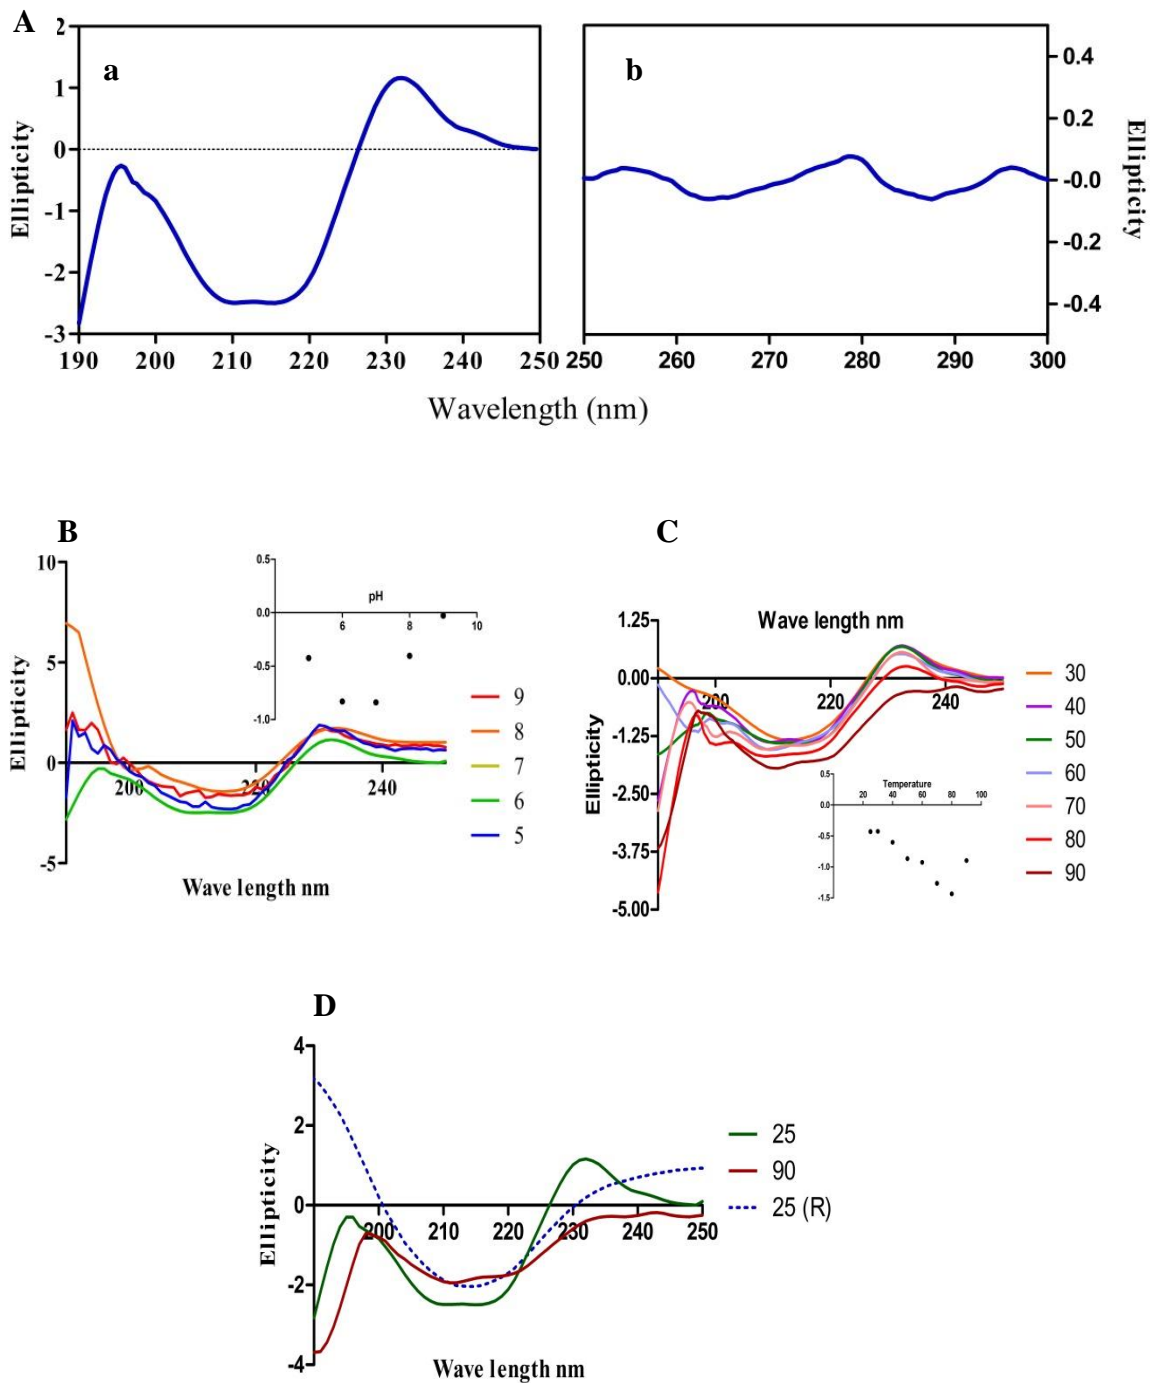 A
a
2
1
0
-1
-2
-3
Ellipticity
190 200 210 220 230 240 250
b
0.4
0.2
-0.0
-0.2
-0.4
Ellipticity
250 260 270 280 290 300
Wavelength (nm)
B
10
5
0
-5
Ellipticity
200 220 240
Wave length nm
0.5
0.0
-0.5
-1.0
pH
6 8 10
9
8
7
6
5
C
Wave length nm
1.25
0.00
-1.25
-2.50
-3.75
-5.00
Ellipticity
200 220 240
0.5
0.0
-0.5
-1.0
-1.5
Temperature
20 40 60 80 100
30
40
50
60
70
80
90
D
4
2
0
-2
-4
Ellipticity
200 210 220 230 240 250
Wave length nm
25
90
25 (R)